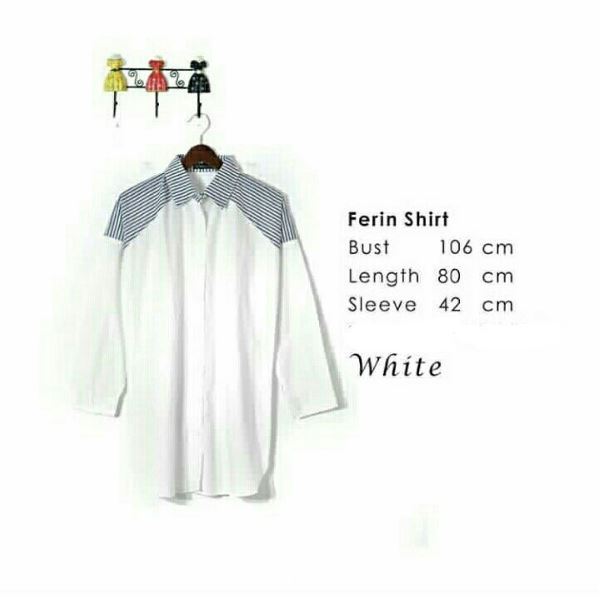 Ferin Shirt
Bust 106 cm
Length 80 cm
Sleeve 42 cm
White